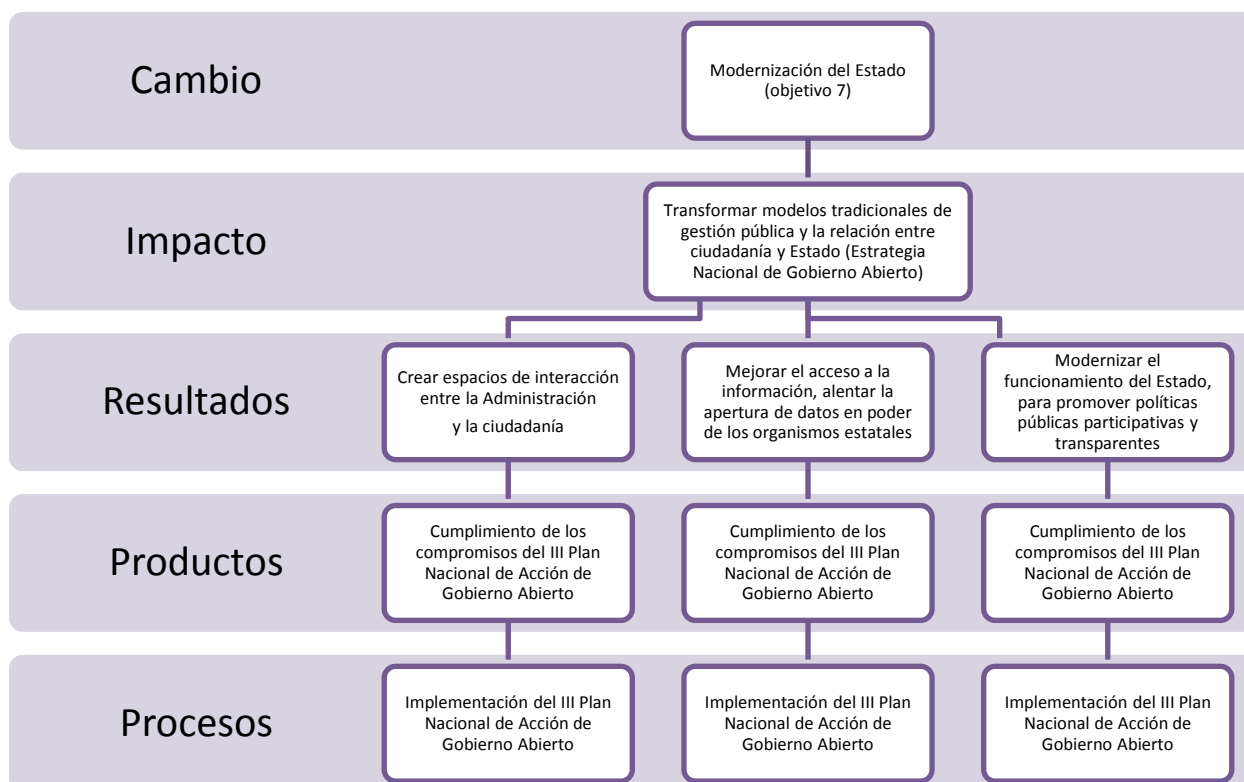 Cambio
Modernización del Estado
(objetivo 7)
Impacto
Transformar modelos tradicionales de
gestión pública y la relación entre
ciudadanía y Estado (Estrategia
Nacional de Gobierno Abierto)
Resultados
Crear espacios de interacción
entre la Administración
y la ciudadanía
Mejorar el acceso a la
información, alentar la
apertura de datos en poder
de los organismos estatales
Modernizar el
funcionamiento del Estado,
para promover políticas
públicas participativas y
transparentes
Productos
Cumplimiento de los
compromisos del III Plan
Nacional de Acción de
Gobierno Abierto
Cumplimiento de los
compromisos del III Plan
Nacional de Acción de
Gobierno Abierto
Cumplimiento de los
compromisos del III Plan
Nacional de Acción de
Gobierno Abierto
Procesos
Implementación del III Plan
Nacional de Acción de
Gobierno Abierto
Implementación del III Plan
Nacional de Acción de
Gobierno Abierto
Implementación del III Plan
Nacional de Acción de
Gobierno Abierto